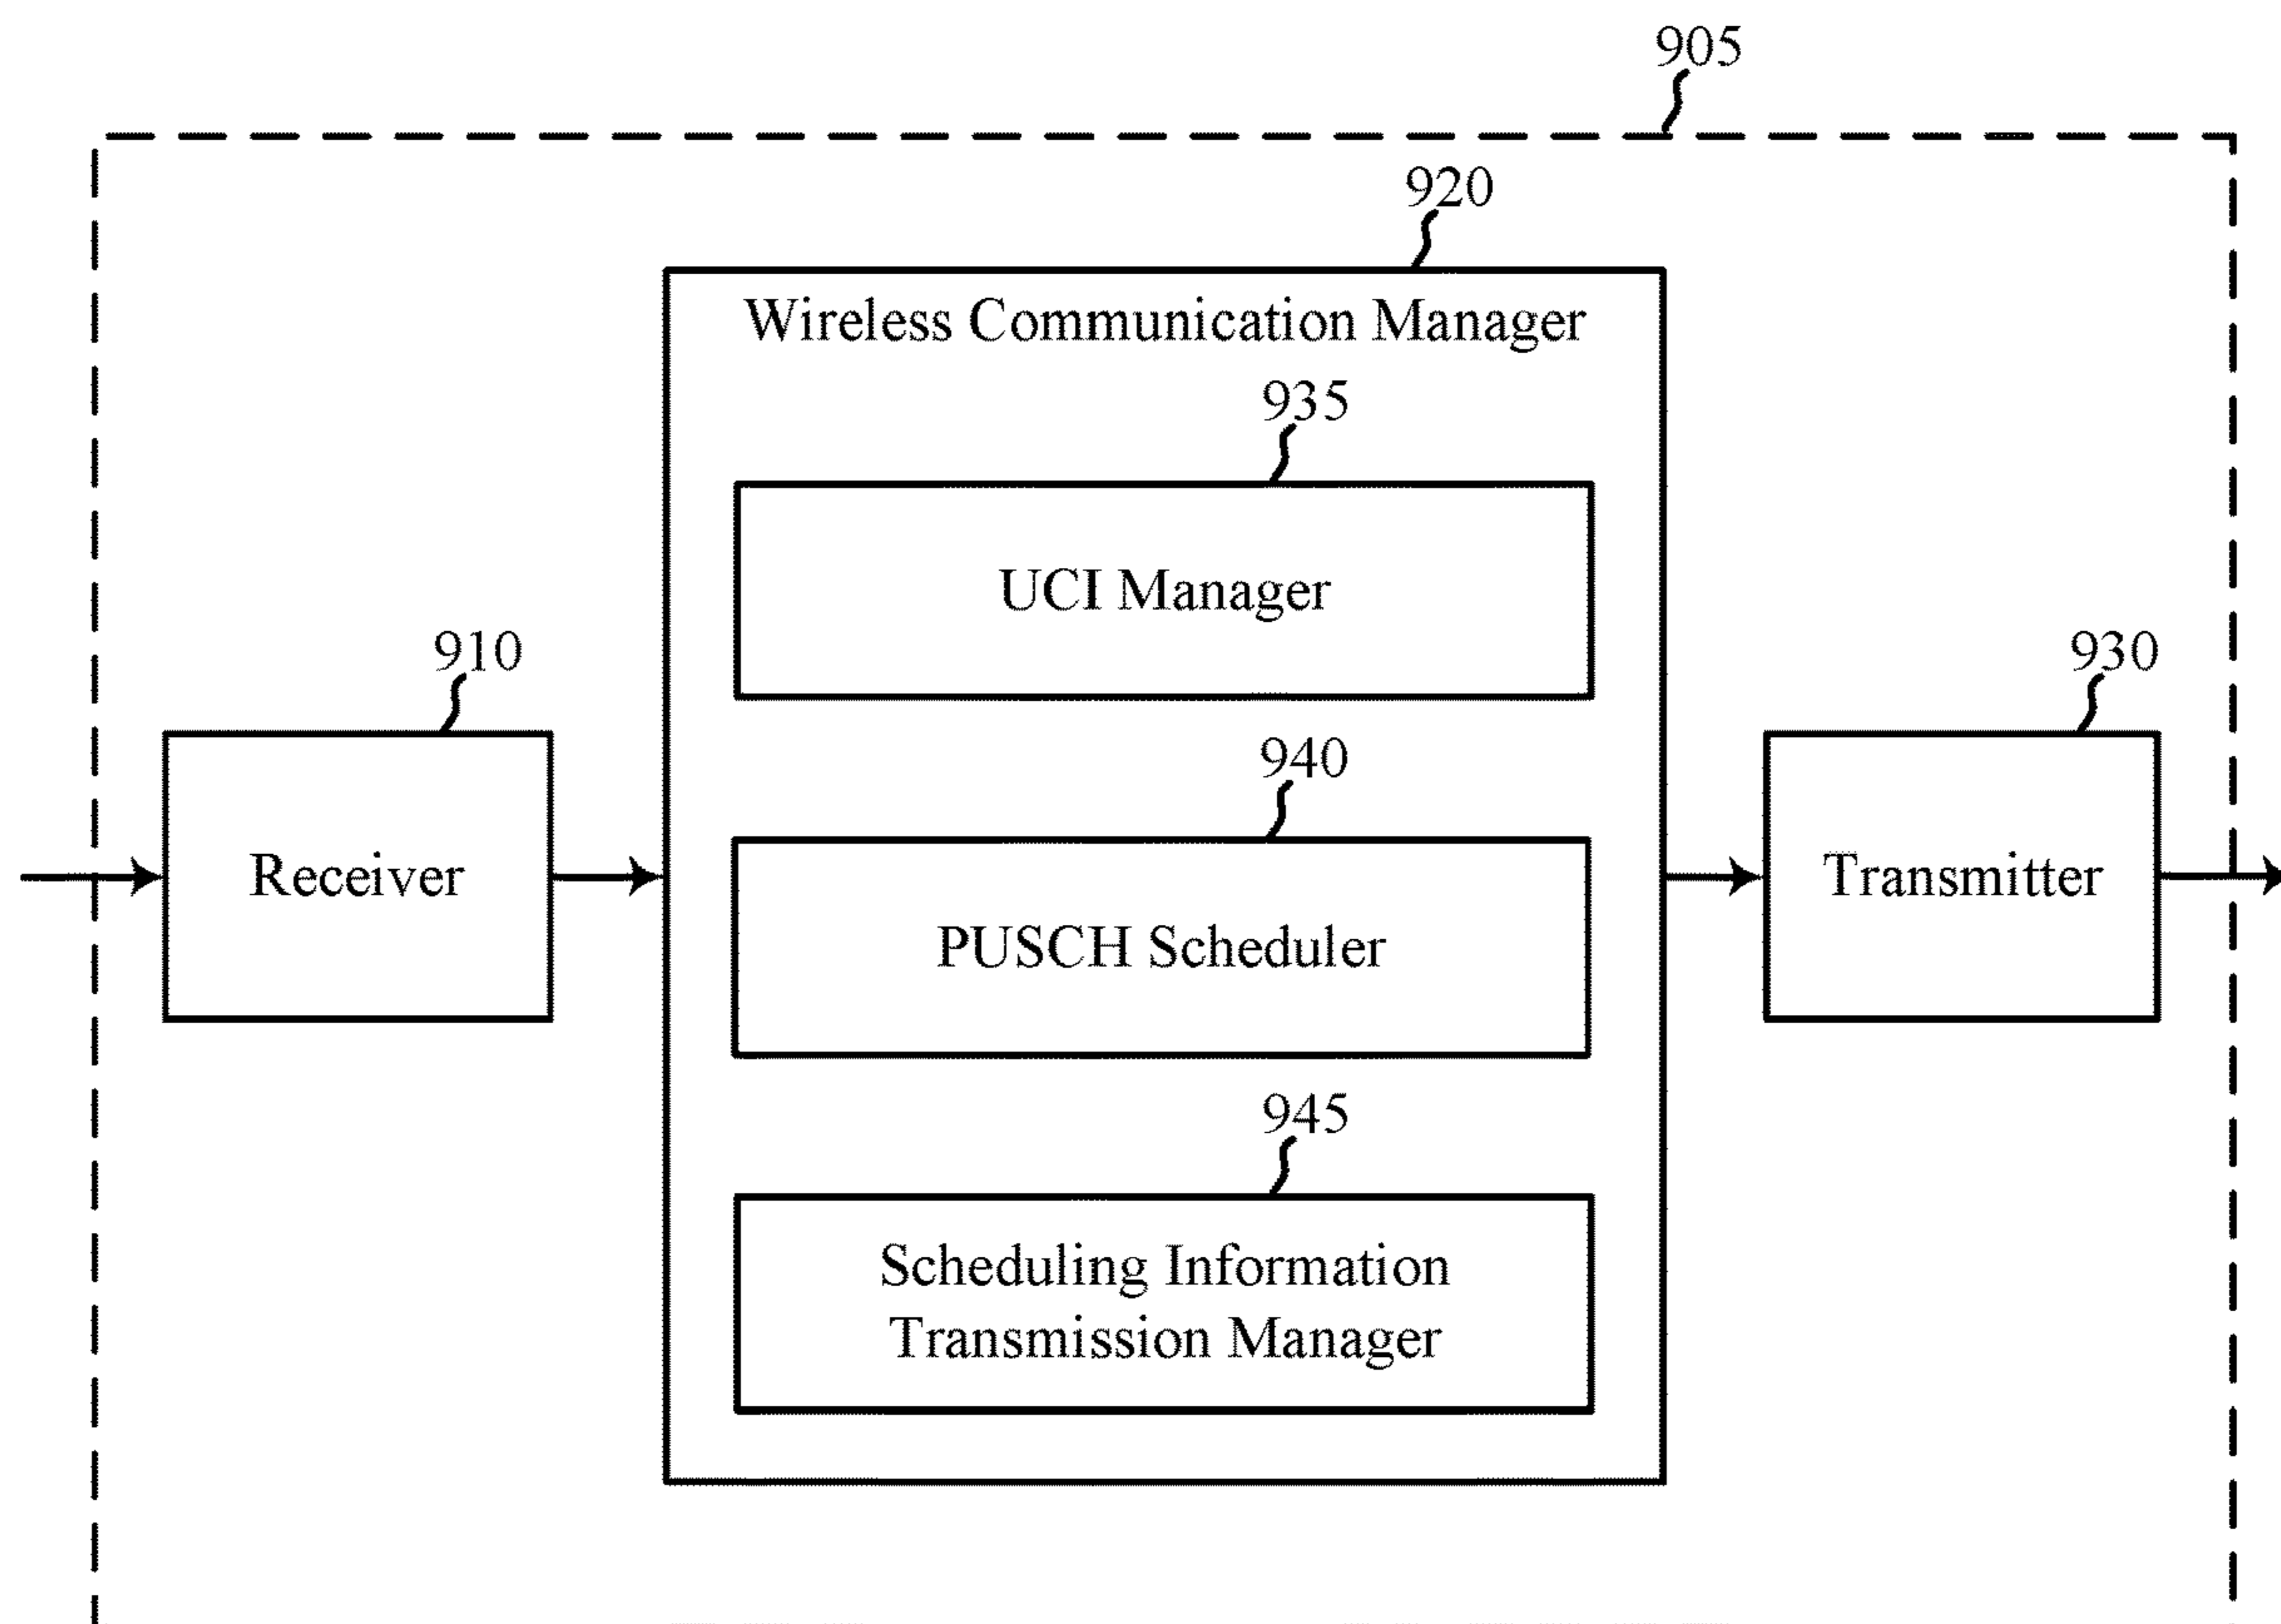 905
920
Wireless Communication Manager
935
UCI Manager
910
930
940
Receiver
Transmitter
PUSCH Scheduler
945
Scheduling Information
Transmission Manager